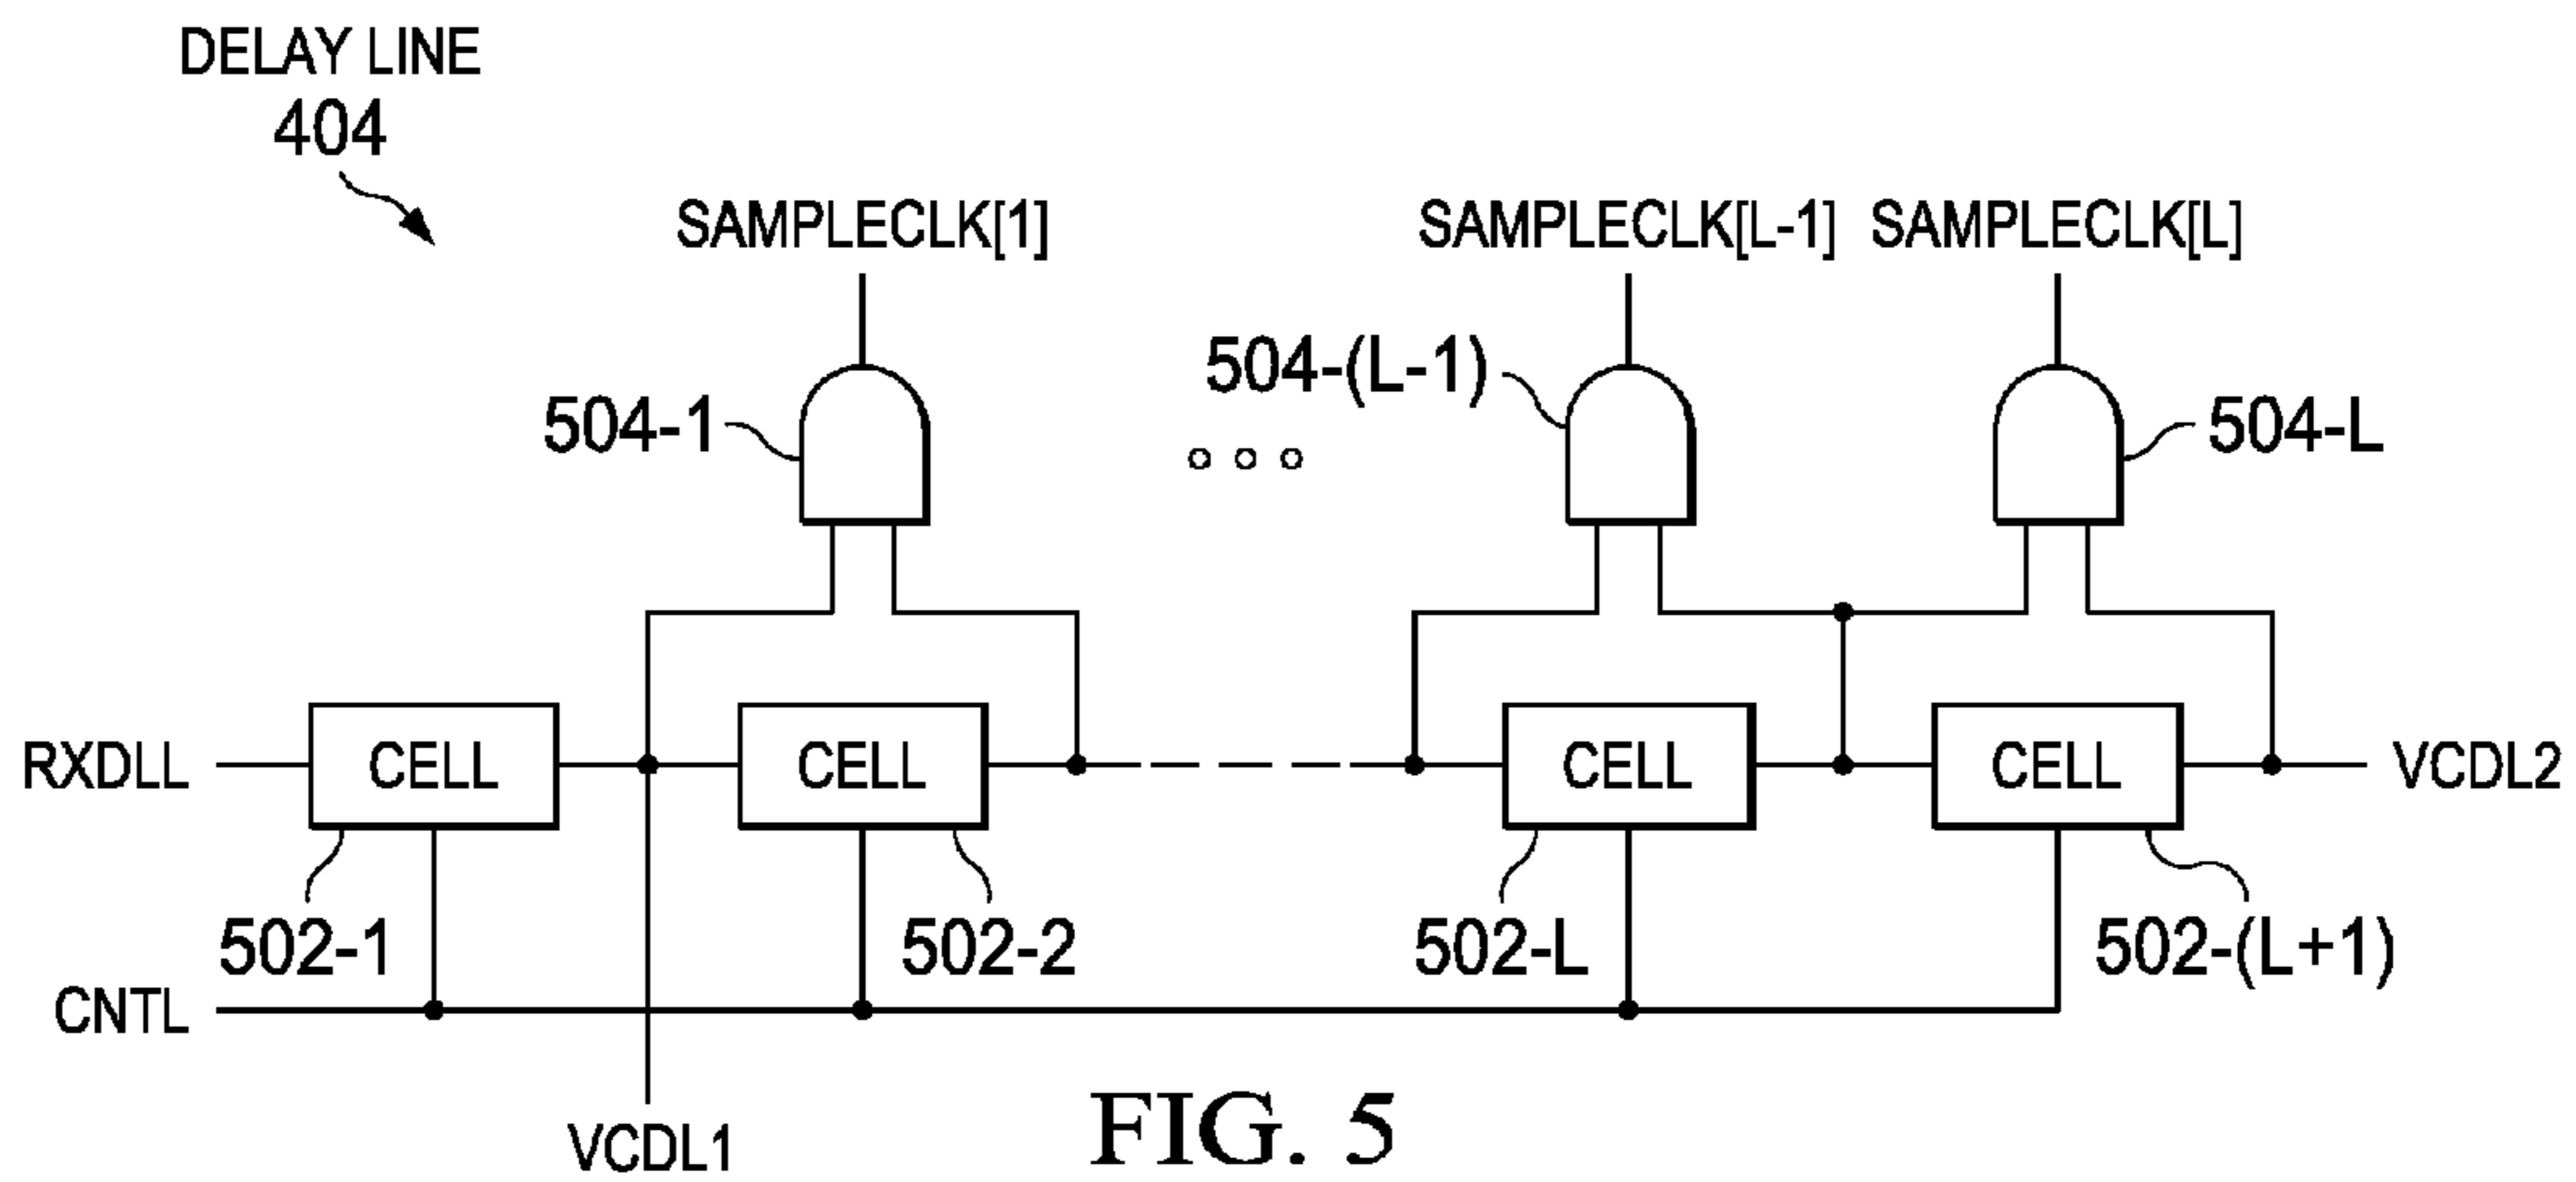 DELAY LINE
404
SAMPLECLK[1]
SAMPLECLK[L-1]
SAMPLECLK[L]
504-1
504-(L-1)
504-L
RXDLL
CELL
CELL
CELL
CELL
VCDL2
502-1
502-2
502-L
502-(L+1)
CNTL
VCDL1
FIG. 5